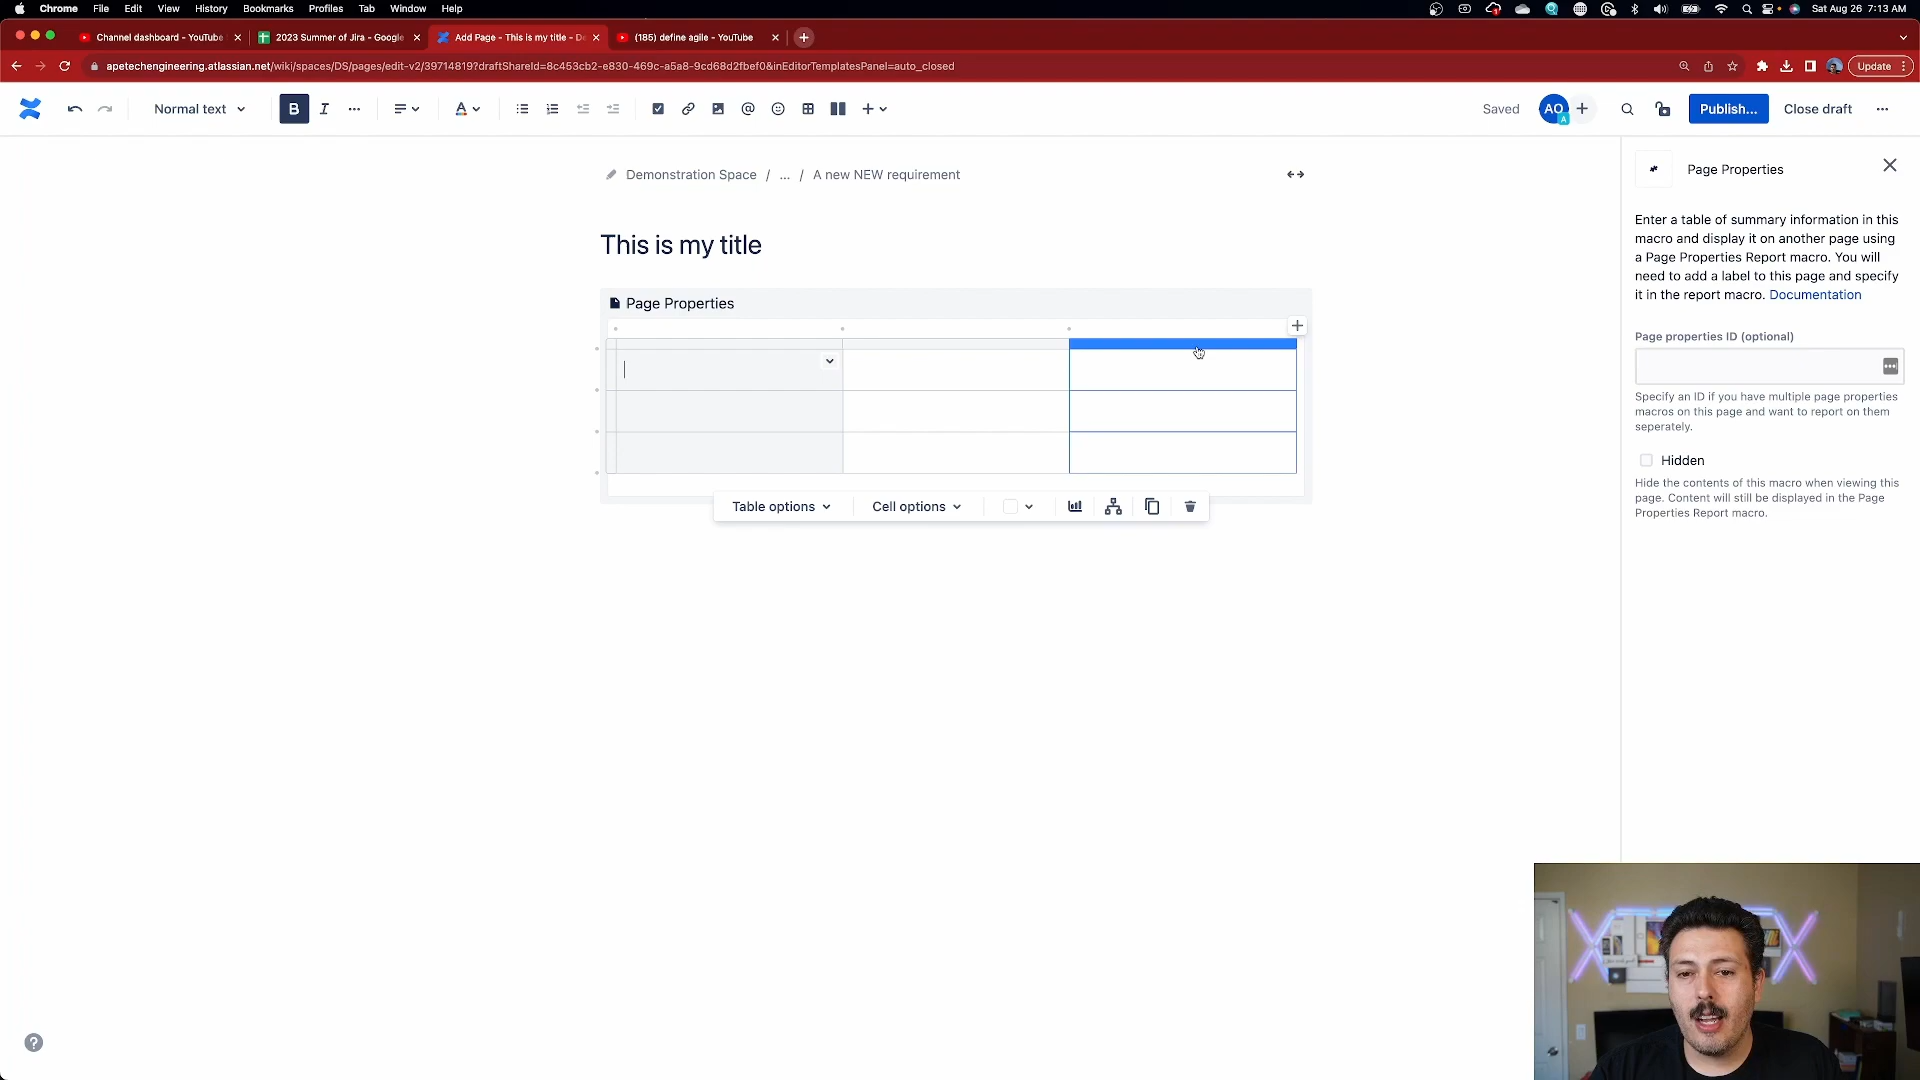 Chrome File Edit View History Bookmarks Profiles Tab Window Help Sat Aug 26 7:13 AM
Channel dashboard - YouTube
2023 Summer of Jira - Google
Add Page - This is my title - De
(185) define agile - YouTube
apetechengineering.atlassian.net/wiki/spaces/DS/pages/edit-v2/39714819?draftShareId=8c453cb2-e830-469c-a5a8-9cd68d2fbef0&inEditorTemplatesPanel=auto_closed
Update
Normal text B I A Saved AO A Publish... Close draft
Demonstration Space / ... / A new NEW requirement
This is my title
Page Properties
Table options Cell options
Page Properties
Enter a table of summary information in this
macro and display it on another page using
a Page Properties Report macro. You will
need to add a label to this page and specify
it in the report macro. Documentation
Page properties ID (optional)
Specify an ID if you have multiple page properties
macros on this page and want to report on them
seperately.
Hidden
Hide the contents of this macro when viewing this
page. Content will still be displayed in the Page
Properties Report macro.
?